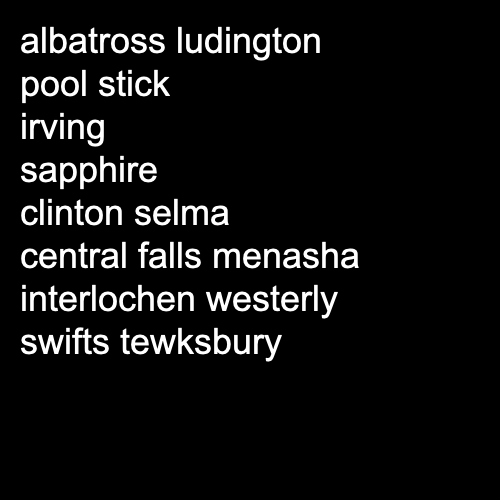 albatross ludington
pool stick
irving
sapphire
clinton selma
central falls menasha
interlochen westerly
swifts tewksbury